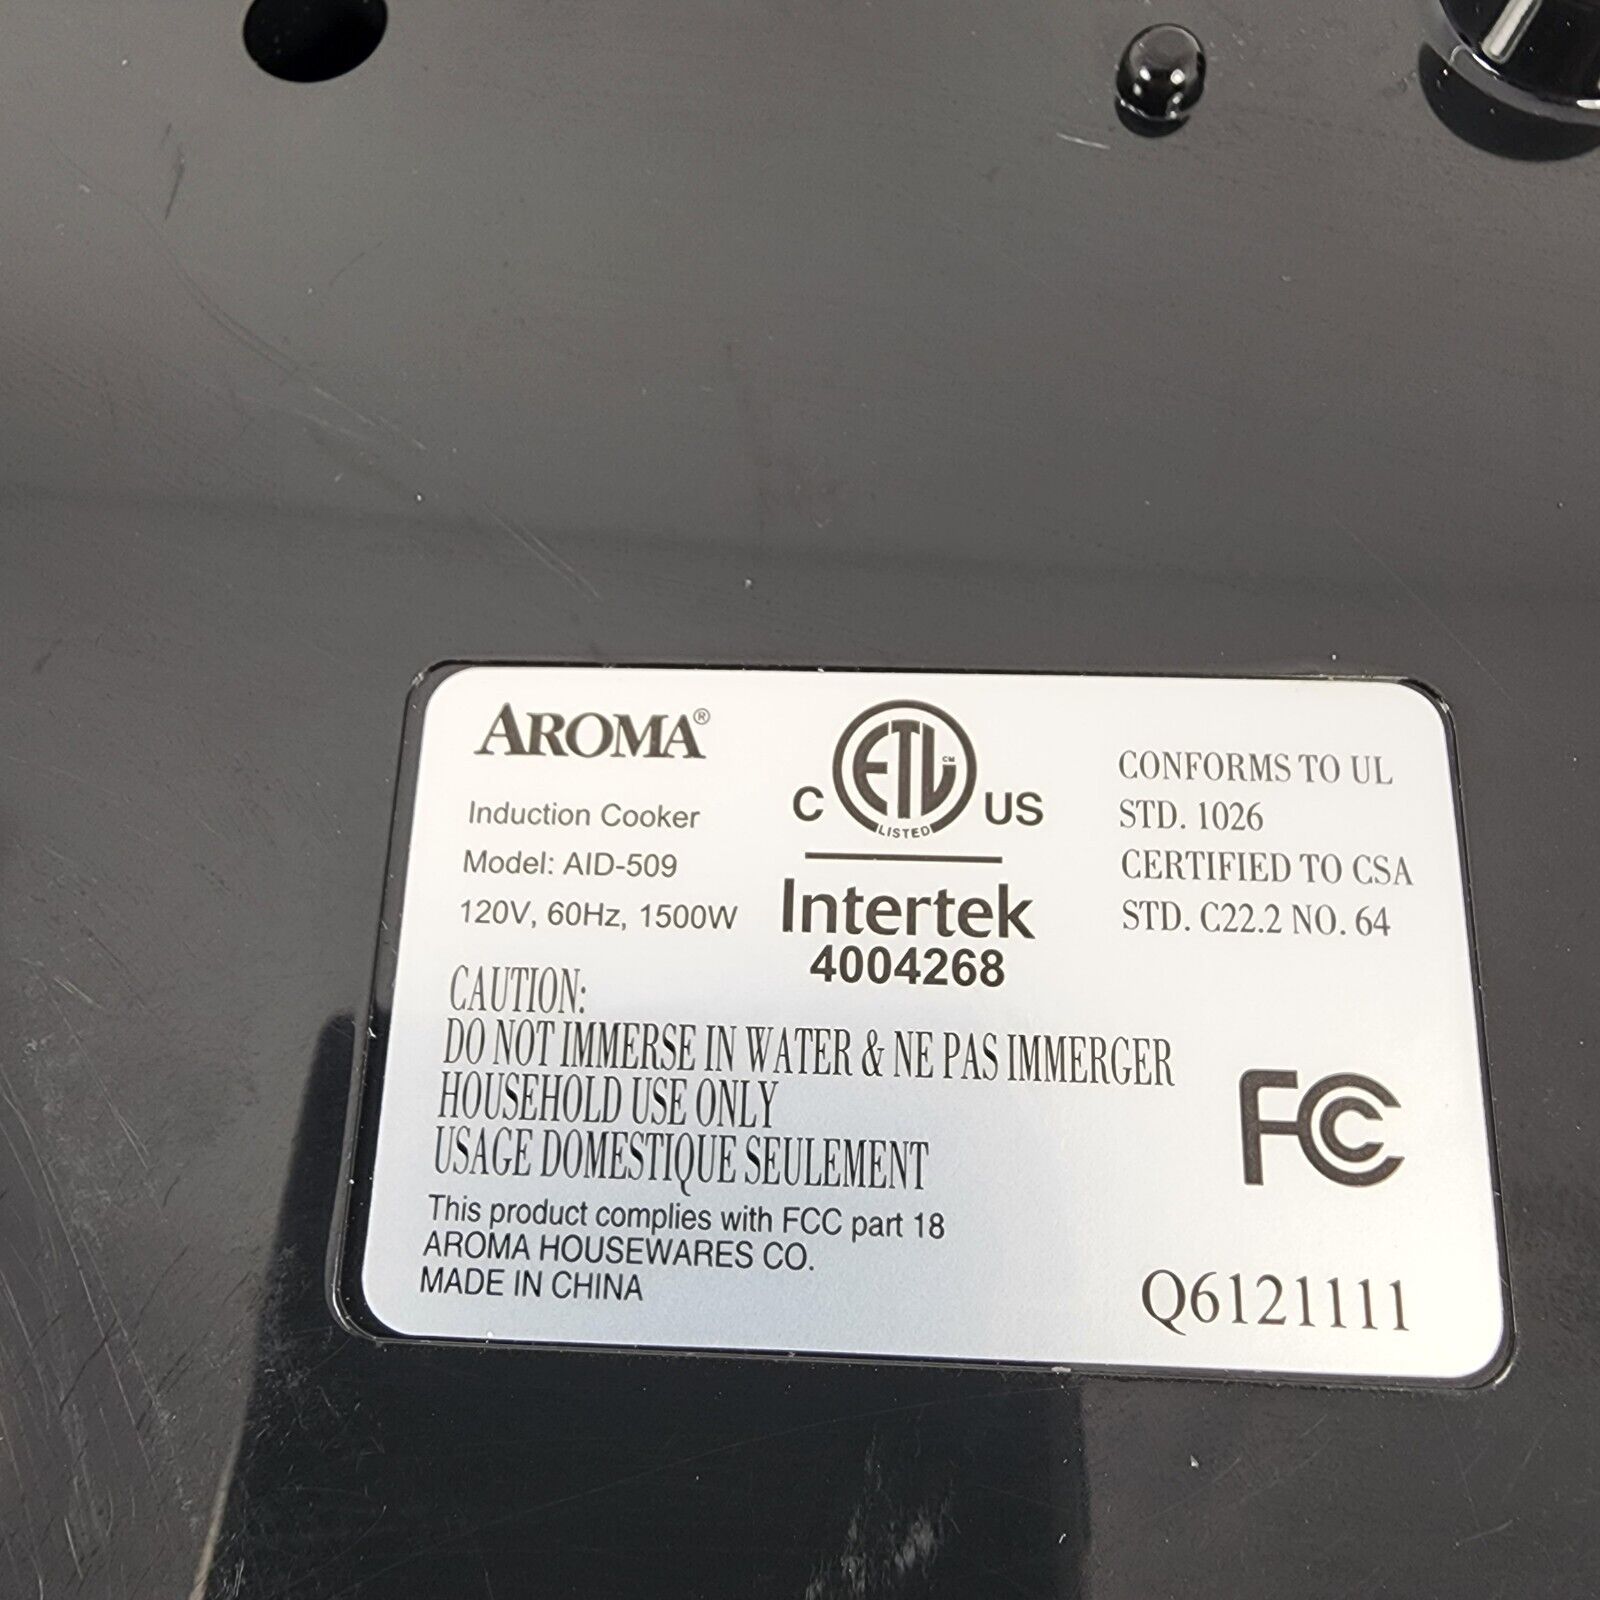 AROMA®
Induction Cooker
Model: AID-509
120V, 60Hz, 1500W
C ETL CM US
LISTED
Intertek
4004268
CONFORMS TO UL
STD. 1026
CERTIFIED TO CSA
STD. C22.2 NO. 64
CAUTION:
DO NOT IMMERSE IN WATER & NE PAS IMMERGER
HOUSEHOLD USE ONLY
USAGE DOMESTIQUE SEULEMENT
This product complies with FCC part 18
AROMA HOUSEWARES CO.
MADE IN CHINA
FC
Q6121111